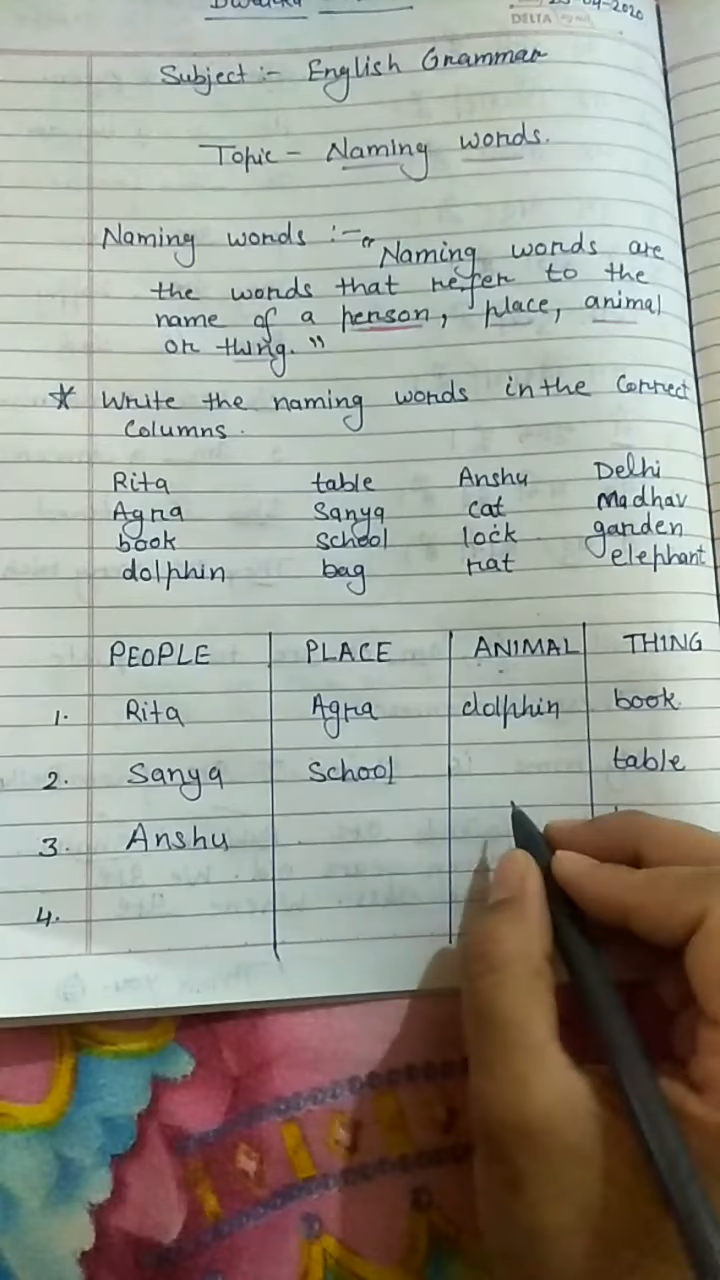 DELTA
Subject :- English Grammar
Topic - Naming words.
Naming words :- "Naming words are
the words that refer to the
name of a person, place, animal
or thing."
* Write the naming words in the correct
columns.
Rita table Anshu Delhi
Agra Sanya cat Madhav
book school lock garden
dolphin bag rat elephant
PEOPLE PLACE ANIMAL THING
1. Rita Agra dolphin book
2. Sanya School table
3. Anshu
4.